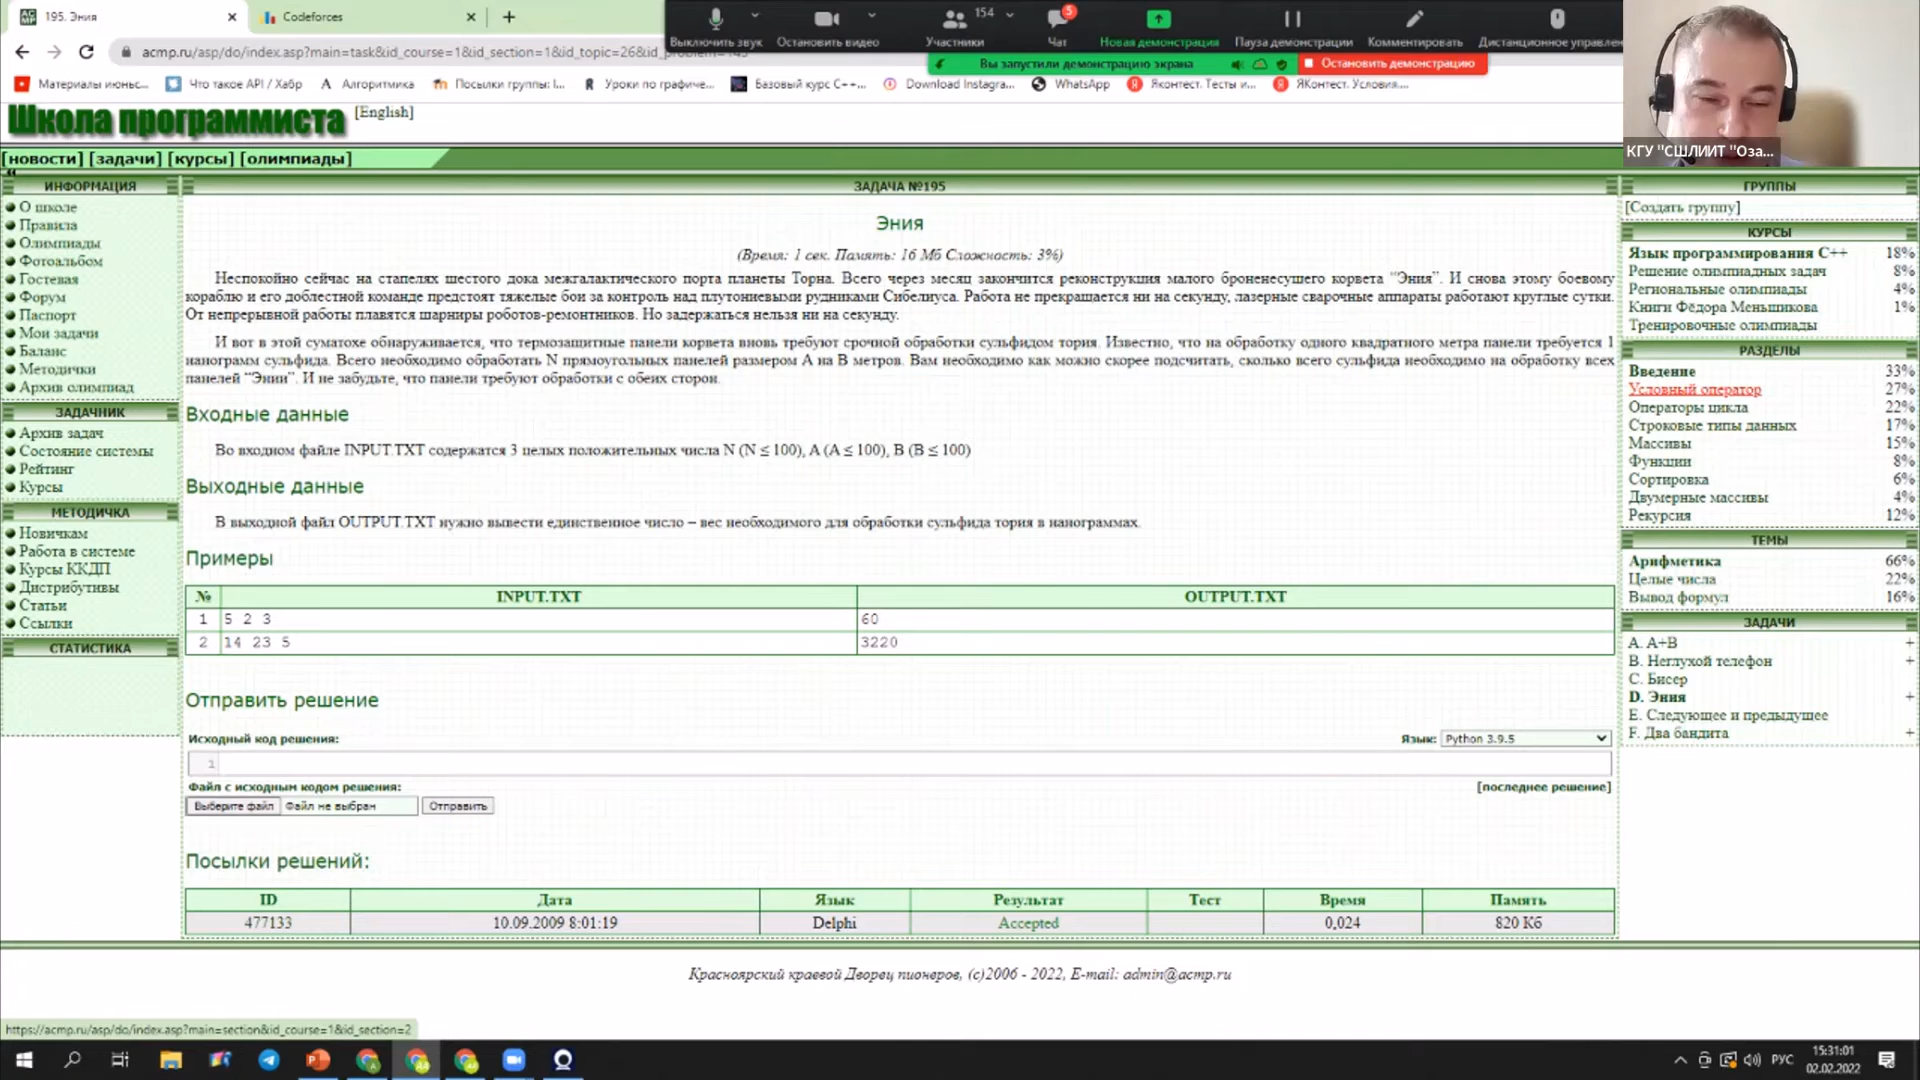 195. Эния
Codeforces
154
5
Выключить звук
Остановить видео
Участники
Чат
Новая демонстрация
Пауза демонстрации
Комментировать
Дистанционное управлен
acmp.ru/asp/do/index.asp?main=task&id_course=1&id_section=1&id_topic=26&id_problem=
Вы запустили демонстрацию экрана
Остановить демонстрацию
Материалы июньс...
Что такое API / Хабр
Алгоритмика
Посылки группы: I...
Уроки по графиче...
Базовый курс C++...
Download Instagra...
WhatsApp
Яконтест. Тесты и...
ЯКонтест. Условия....
Школа программиста
[English]
КГУ "СШЛИИТ "Оза...
[новости] [задачи] [курсы] [олимпиады]
ИНФОРМАЦИЯ
О школе
Правила
Олимпиады
Фотоальбом
Гостевая
Форум
Паспорт
Мои задачи
Баланс
Методички
Архив олимпиад
ЗАДАЧНИК
Архив задач
Состояние системы
Рейтинг
Курсы
МЕТОДИЧКА
Новичкам
Работа в системе
Курсы ККДП
Дистрибутивы
Статьи
Ссылки
СТАТИСТИКА
ЗАДАЧА №195
Эния
(Время: 1 сек. Память: 16 Мб Сложность: 3%)
Неспокойно сейчас на стапелях шестого дока межгалактического порта планеты Торна. Всего через месяц закончится реконструкция малого броненесущего корвета “Эния”. И снова этому боевому
кораблю и его доблестной команде предстоят тяжелые бои за контроль над плутониевыми рудниками Сибелиуса. Работа не прекращается ни на секунду, лазерные сварочные аппараты работают круглые сутки.
От непрерывной работы плавятся шарниры роботов-ремонтников. Но задержаться нельзя ни на секунду.
И вот в этой суматохе обнаруживается, что термозащитные панели корвета вновь требуют срочной обработки сульфидом тория. Известно, что на обработку одного квадратного метра панели требуется 1
нанограмм сульфида. Всего необходимо обработать N прямоугольных панелей размером A на B метров. Вам необходимо как можно скорее подсчитать, сколько всего сульфида необходимо на обработку всех
панелей “Энии”. И не забудьте, что панели требуют обработки с обеих сторон.
Входные данные
Во входном файле INPUT.TXT содержатся 3 целых положительных числа N (N ≤ 100), A (A ≤ 100), B (B ≤ 100)
Выходные данные
В выходной файл OUTPUT.TXT нужно вывести единственное число – вес необходимого для обработки сульфида тория в нанограммах.
Примеры
№ INPUT.TXT OUTPUT.TXT
1 5 2 3 60
2 14 23 5 3220
Отправить решение
Исходный код решения:
Язык: Python 3.9.5
1
Файл с исходным кодом решения:
[последнее решение]
Выберите файл Файл не выбран Отправить
Посылки решений:
ID Дата Язык Результат Тест Время Память
477133 10.09.2009 8:01:19 Delphi Accepted 0,024 820 Кб
ГРУППЫ
[Создать группу]
КУРСЫ
Язык программирования C++ 18%
Решение олимпиадных задач 8%
Региональные олимпиады 4%
Книги Фёдора Меньшикова 1%
Тренировочные олимпиады
РАЗДЕЛЫ
Введение 33%
Условный оператор 27%
Операторы цикла 22%
Строковые типы данных 17%
Массивы 15%
Функции 8%
Сортировка 6%
Двумерные массивы 4%
Рекурсия 12%
ТЕМЫ
Арифметика 66%
Целые числа 22%
Вывод формул 16%
ЗАДАЧИ
A. A+B +
B. Неглухой телефон +
C. Бисер
D. Эния +
E. Следующее и предыдущее
F. Два бандита +
Красноярский краевой Дворец пионеров, (c)2006 - 2022, E-mail: admin@acmp.ru
https://acmp.ru/asp/do/index.asp?main=section&id_course=1&id_section=2
РУС
15:31:01
02.02.2022